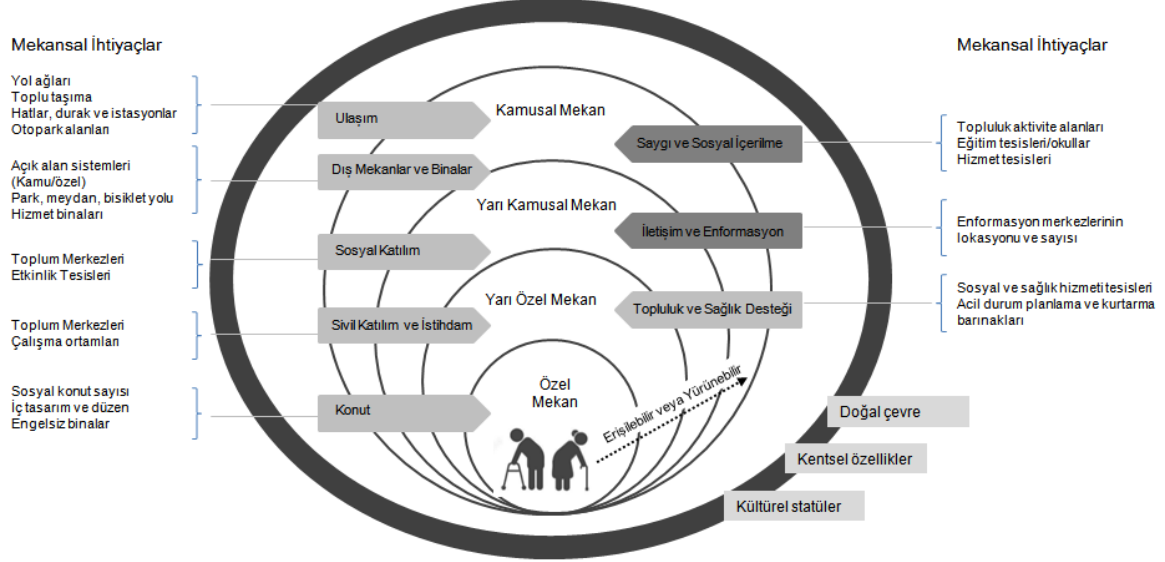 Mekansal İhtiyaçlar
Yol ağları
Toplu taşıma
Hatlar, durak ve istasyonlar
Otopark alanları
Açık alan sistemleri
(Kamu/özel)
Park, meydan, bisiklet yolu
Hizmet binaları
Toplum Merkezleri
Etkinlik Tesisleri
Toplum Merkezleri
Çalışma ortamları
Sosyal konut sayısı
İç tasarım ve düzen
Engelsiz binalar
Ulaşım
Dış Mekanlar ve Binalar
Sosyal Katılım
Sivil Katılım ve İstihdam
Konut
Kamusal Mekan
Yarı Kamusal Mekan
Yarı Özel Mekan
Özel
Mekan
Erişilebilir veya Yürünebilir
Saygı ve Sosyal İçerilme
İletişim ve Enformasyon
Topluluk ve Sağlık Desteği
Doğal çevre
Kentsel özellikler
Kültürel statüler
Mekansal İhtiyaçlar
Topluluk aktivite alanları
Eğitim tesisleri/okullar
Hizmet tesisleri
Enformasyon merkezlerinin
lokasyonu ve sayısı
Sosyal ve sağlık hizmeti tesisleri
Acil durum planlama ve kurtarma
barınakları